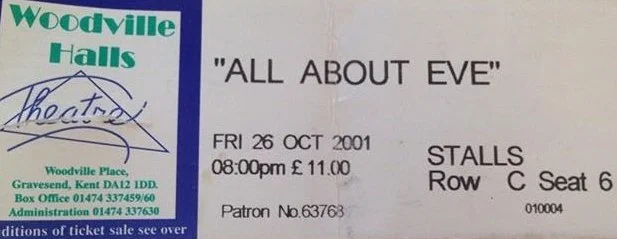 Woodville
Halls
Theatre
Woodville Place,
Gravesend, Kent DA12 1DD.
Box Office 01474 337459/60
Administration 01474 337630
ditions of ticket sale see over
"ALL ABOUT EVE"
FRI 26 OCT 2001
08:00pm £ 11.00
Patron No.63768
STALLS
Row C Seat 6
010004